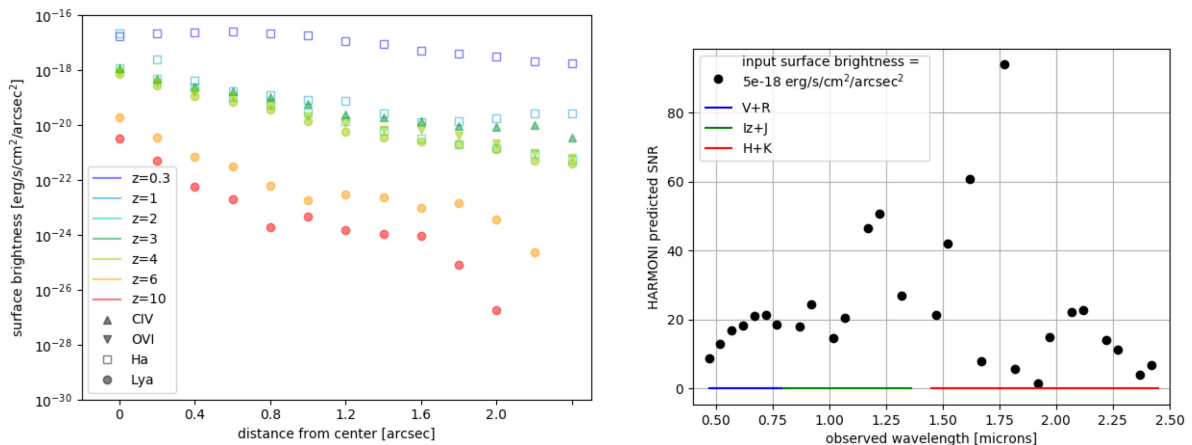 10^-16
10^-18
10^-20
10^-22
10^-24
10^-26
10^-28
10^-30
surface brightness [erg/s/cm^2/arcsec^2]
z=0.3
z=1
z=2
z=3
z=4
z=6
z=10
CIV
OVI
Ha
Lya
0 0.4 0.8 1.2 1.6 2.0
distance from center [arcsec]
input surface brightness =
5e-18 erg/s/cm^2/arcsec^2
V+R
Iz+J
H+K
80
60
40
20
0
HARMONI predicted SNR
0.50 0.75 1.00 1.25 1.50 1.75 2.00 2.25 2.50
observed wavelength [microns]